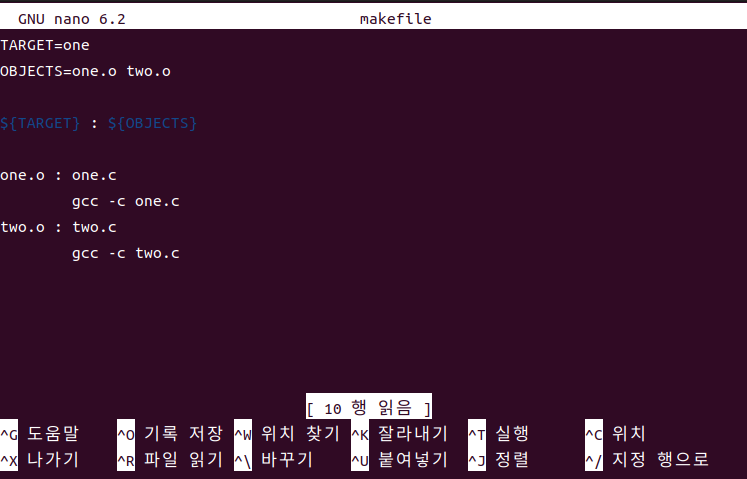 GNU nano 6.2 makefile
TARGET=one
OBJECTS=one.o two.o
${TARGET} : ${OBJECTS}
one.o : one.c
gcc -c one.c
two.o : two.c
gcc -c two.c
[ 10 행 읽음 ]
^G 도움말 ^O 기록 저장 ^W 위치 찾기 ^K 잘라내기 ^T 실행 ^C 위치
^X 나가기 ^R 파일 읽기 ^\ 바꾸기 ^U 붙여넣기 ^J 정렬 ^/ 지정 행으로